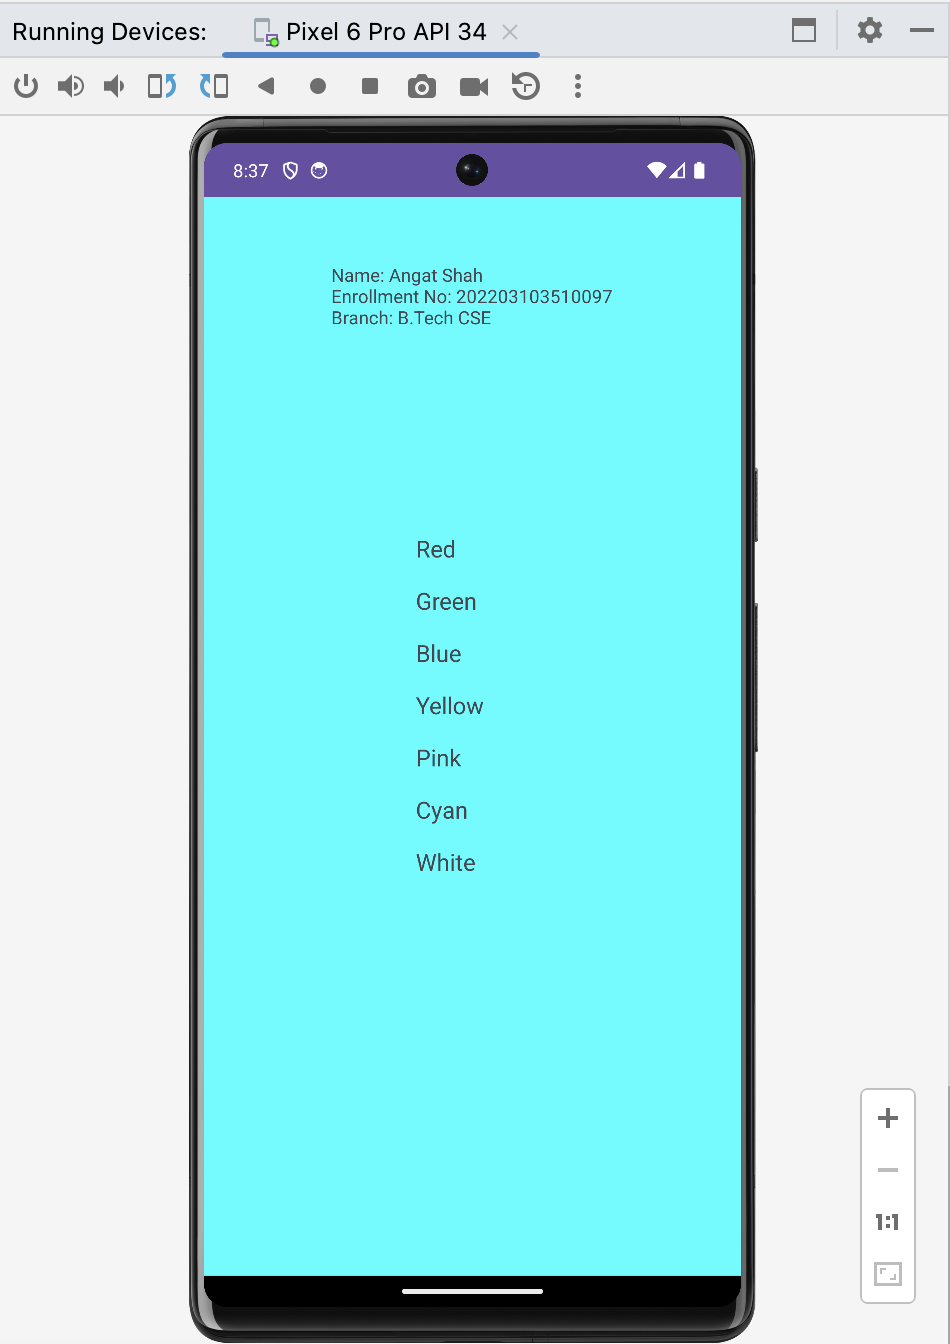 Running Devices: Pixel 6 Pro API 34
8:37
Name: Angat Shah
Enrollment No: 202203103510097
Branch: B.Tech CSE
Red
Green
Blue
Yellow
Pink
Cyan
White
1:1